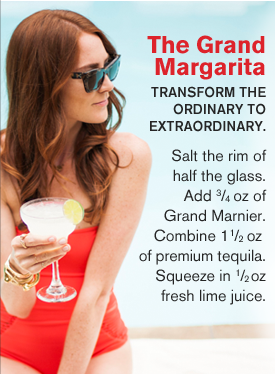 The Grand
Margarita
TRANSFORM THE
ORDINARY TO
EXTRAORDINARY.
Salt the rim of
half the glass.
Add 3/4 oz of
Grand Marnier.
Combine 1 1/2 oz
of premium tequila.
Squeeze in 1/2 oz
fresh lime juice.